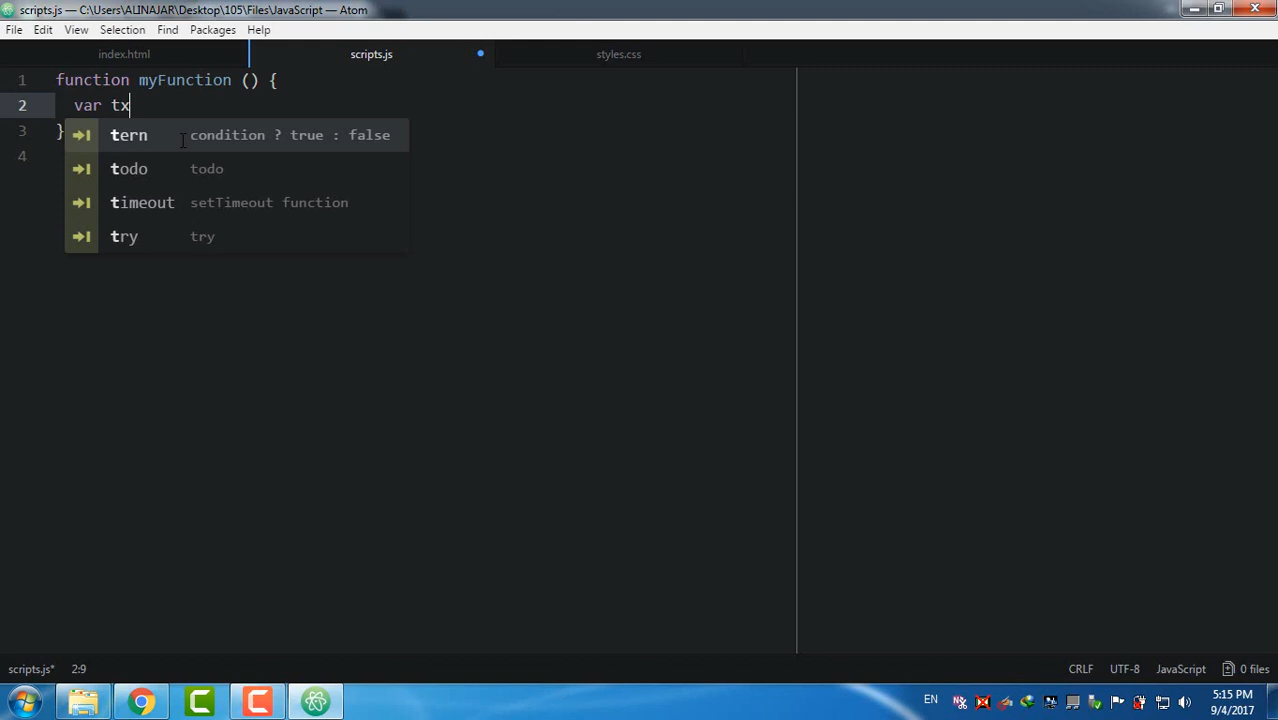 scripts.js — C:\Users\ALINAJAR\Desktop\105\Files\JavaScript — Atom
File Edit View Selection Find Packages Help
index.html scripts.js styles.css
1 function myFunction () {
2 var tx
3 }
4
tern condition ? true : false
todo todo
timeout setTimeout function
try try
scripts.js* 2:9 CRLF UTF-8 JavaScript 0 files
EN 5:15 PM
9/4/2017